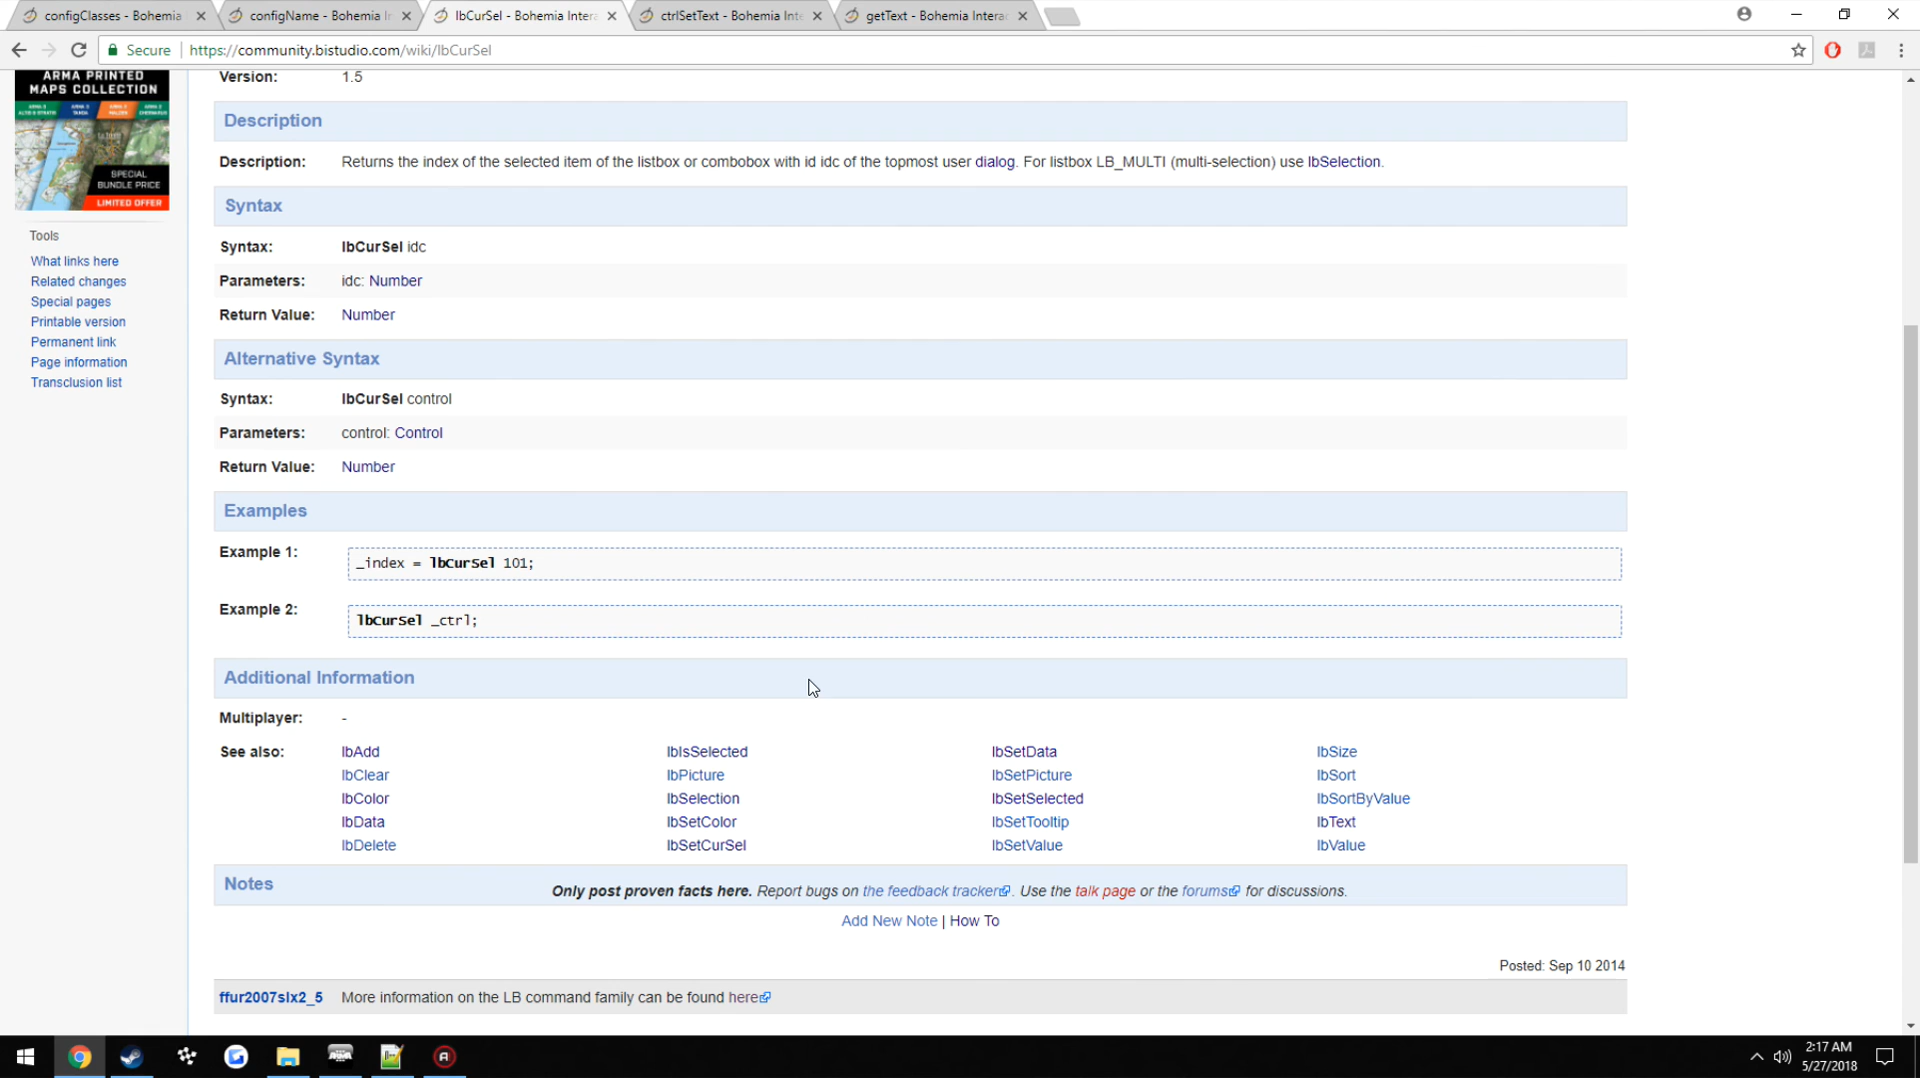 configClasses - Bohemia
configName - Bohemia In
lbCurSel - Bohemia Intera
ctrlSetText - Bohemia Inte
getText - Bohemia Interac
Secure | https://community.bistudio.com/wiki/lbCurSel
ARMA PRINTED
MAPS COLLECTION
SPECIAL
BUNDLE PRICE
LIMITED OFFER
Tools
What links here
Related changes
Special pages
Printable version
Permanent link
Page information
Transclusion list
Version: 1.5
Description
Description: Returns the index of the selected item of the listbox or combobox with id idc of the topmost user dialog. For listbox LB_MULTI (multi-selection) use lbSelection.
Syntax
Syntax: lbCurSel idc
Parameters: idc: Number
Return Value: Number
Alternative Syntax
Syntax: lbCurSel control
Parameters: control: Control
Return Value: Number
Examples
Example 1: _index = lbCurSel 101;
Example 2: lbCurSel _ctrl;
Additional Information
Multiplayer: -
See also: lbAdd lbIsSelected lbSetData lbSize
lbClear lbPicture lbSetPicture lbSort
lbColor lbSelection lbSetSelected lbSortByValue
lbData lbSetColor lbSetTooltip lbText
lbDelete lbSetCurSel lbSetValue lbValue
Notes Only post proven facts here. Report bugs on the feedback tracker. Use the talk page or the forums for discussions.
Add New Note | How To
Posted: Sep 10 2014
ffur2007slx2_5 More information on the LB command family can be found here
2:17 AM
5/27/2018